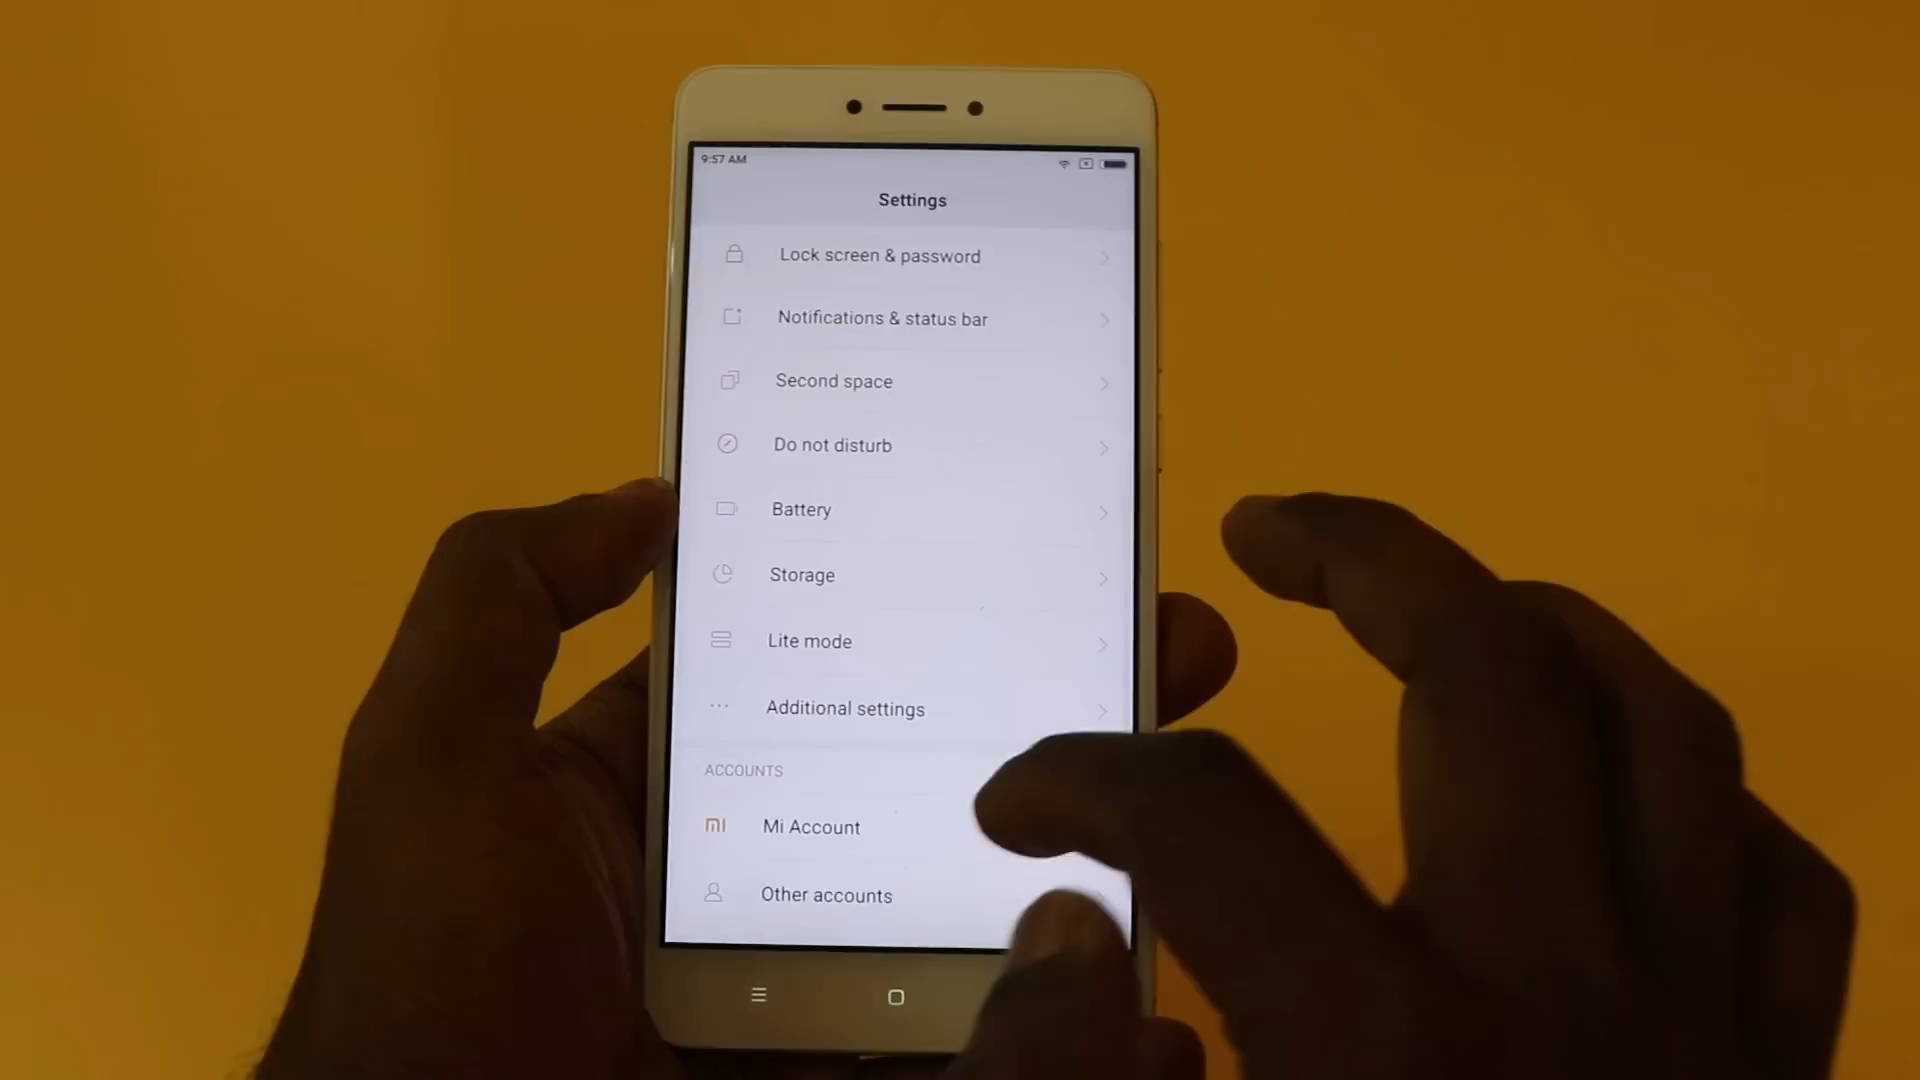 9:57 AM
Settings
Lock screen & password
Notifications & status bar
Second space
Do not disturb
Battery
Storage
Lite mode
Additional settings
ACCOUNTS
Mi Account
Other accounts